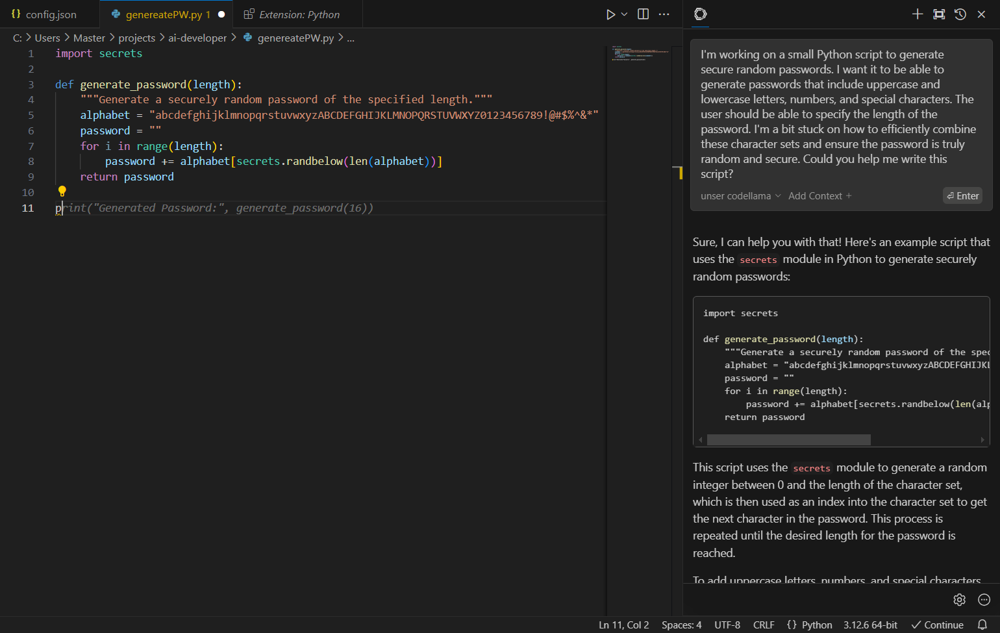 {} config.json
genereatePW.py 1
Extension: Python
C: > Users > Master > projects > ai-developer > genereatePW.py > ...
1 import secrets
2
3 def generate_password(length):
4 """Generate a securely random password of the specified length."""
5 alphabet = "abcdefghijklmnopqrstuvwxyzABCDEFGHIJKLMNOPQRSTUVWXYZ0123456789!@#$%^&*"
6 password = ""
7 for i in range(length):
8 password += alphabet[secrets.randbelow(len(alphabet))]
9 return password
10
11 print("Generated Password:", generate_password(16))
I'm working on a small Python script to generate
secure random passwords. I want it to be able to
generate passwords that include uppercase and
lowercase letters, numbers, and special characters. The
user should be able to specify the length of the
password. I'm a bit stuck on how to efficiently combine
these character sets and ensure the password is truly
random and secure. Could you help me write this
script?
unser codellama Add Context + ⏎ Enter
Sure, I can help you with that! Here's an example script that
uses the secrets module in Python to generate securely
random passwords:
import secrets
def generate_password(length):
"""Generate a securely random password of the spec
alphabet = "abcdefghijklmnopqrstuvwxyzABCDEFGHIJKL
password = ""
for i in range(length):
password += alphabet[secrets.randbelow(len(alp
return password
This script uses the secrets module to generate a random
integer between 0 and the length of the character set,
which is then used as an index into the character set to get
the next character in the password. This process is
repeated until the desired length for the password is
reached.
To add uppercase letters, numbers, and special characters
Ln 11, Col 2 Spaces: 4 UTF-8 CRLF {} Python 3.12.6 64-bit ✓ Continue